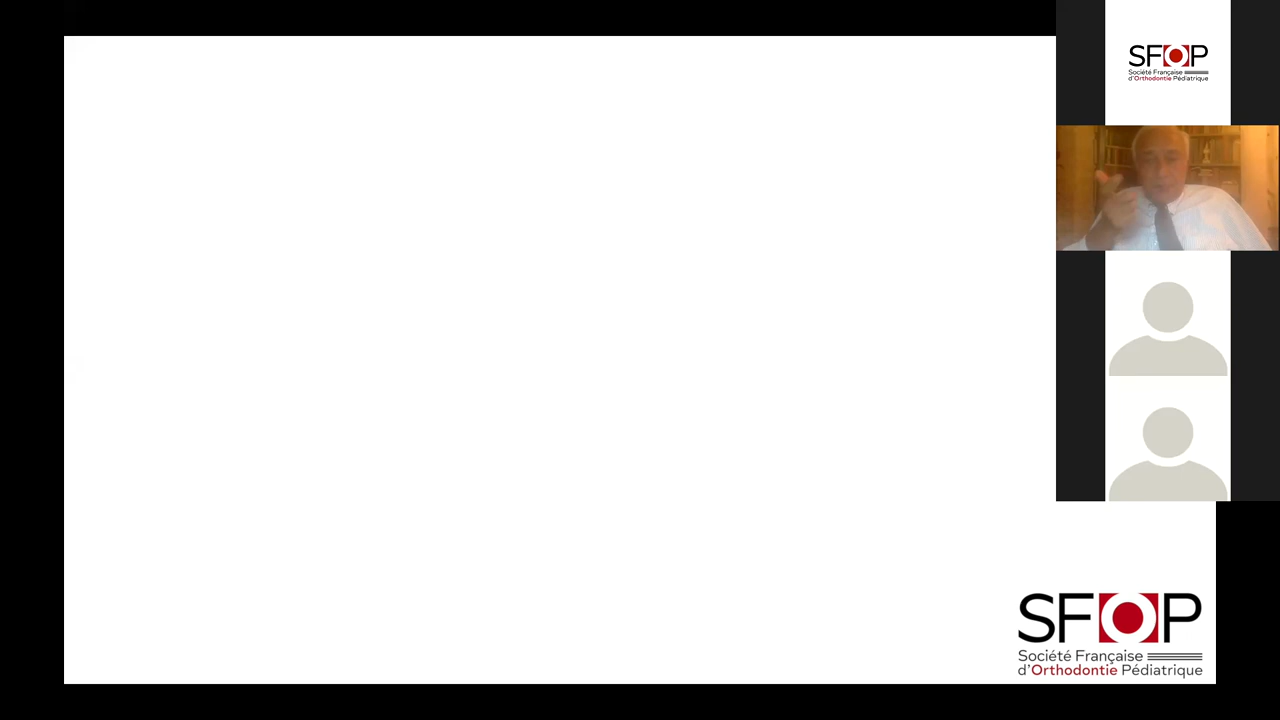 SFOP
Société Française
d'Orthodontie Pédiatrique
SFOP
Société Française
d'Orthodontie Pédiatrique